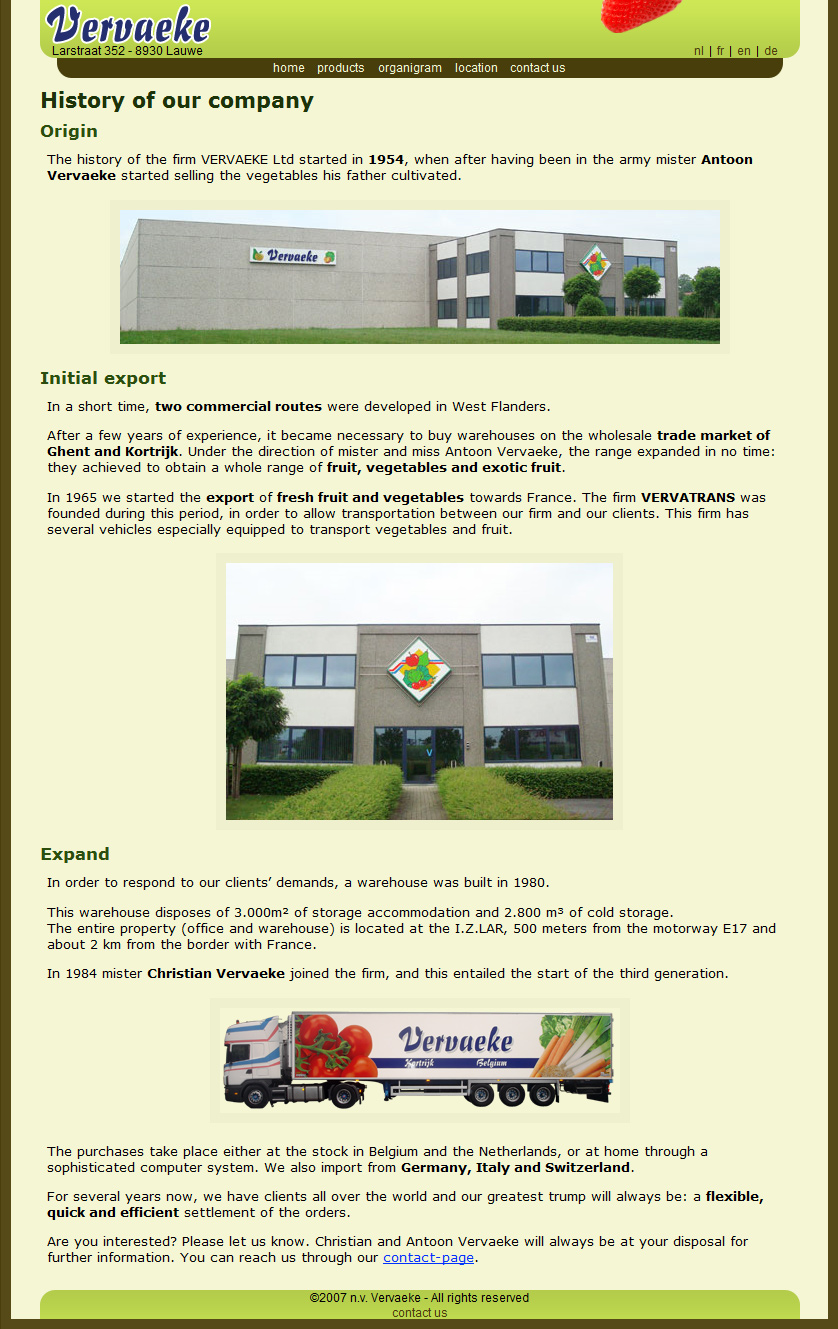 Vervaeke
Larstraat 352 - 8930 Lauwe
nl | fr | en | de
home products organigram location contact us
History of our company
Origin
The history of the firm VERVAEKE Ltd started in 1954, when after having been in the army mister Antoon
Vervaeke started selling the vegetables his father cultivated.
Vervaeke
Initial export
In a short time, two commercial routes were developed in West Flanders.
After a few years of experience, it became necessary to buy warehouses on the wholesale trade market of
Ghent and Kortrijk. Under the direction of mister and miss Antoon Vervaeke, the range expanded in no time:
they achieved to obtain a whole range of fruit, vegetables and exotic fruit.
In 1965 we started the export of fresh fruit and vegetables towards France. The firm VERVATRANS was
founded during this period, in order to allow transportation between our firm and our clients. This firm has
several vehicles especially equipped to transport vegetables and fruit.
V
Expand
In order to respond to our clients’ demands, a warehouse was built in 1980.
This warehouse disposes of 3.000m² of storage accommodation and 2.800 m³ of cold storage.
The entire property (office and warehouse) is located at the I.Z.LAR, 500 meters from the motorway E17 and
about 2 km from the border with France.
In 1984 mister Christian Vervaeke joined the firm, and this entailed the start of the third generation.
Vervaeke
Kortrijk Belgium
The purchases take place either at the stock in Belgium and the Netherlands, or at home through a
sophisticated computer system. We also import from Germany, Italy and Switzerland.
For several years now, we have clients all over the world and our greatest trump will always be: a flexible,
quick and efficient settlement of the orders.
Are you interested? Please let us know. Christian and Antoon Vervaeke will always be at your disposal for
further information. You can reach us through our contact-page.
©2007 n.v. Vervaeke - All rights reserved
contact us